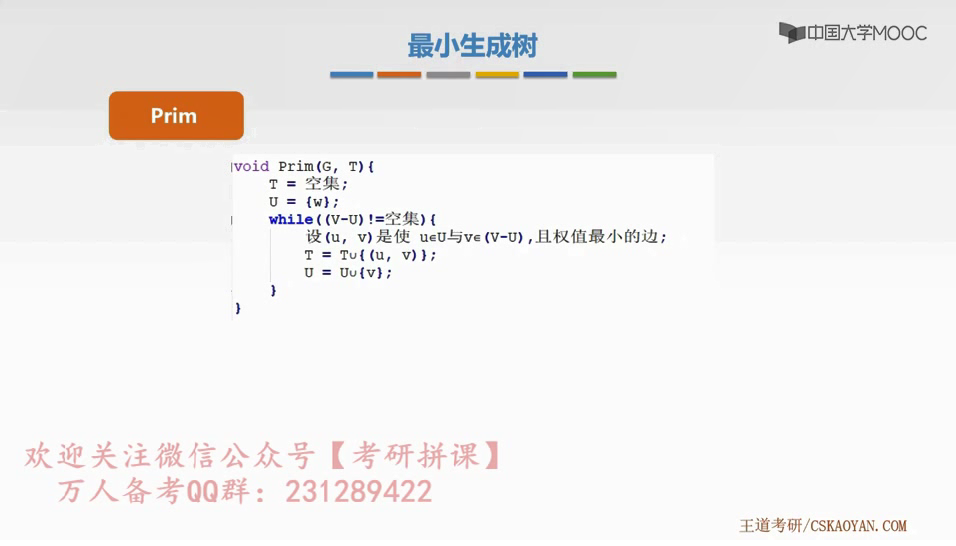 最小生成树
中国大学MOOC
Prim
void Prim(G, T){
T = 空集;
U = {w};
while((V-U)!=空集){
设(u, v)是使 u∈U与v∈(V-U),且权值最小的边;
T = T∪{(u, v)};
U = U∪{v};
}
}
欢迎关注微信公众号【考研拼课】
万人备考QQ群：231289422
王道考研/CSKAOYAN.COM